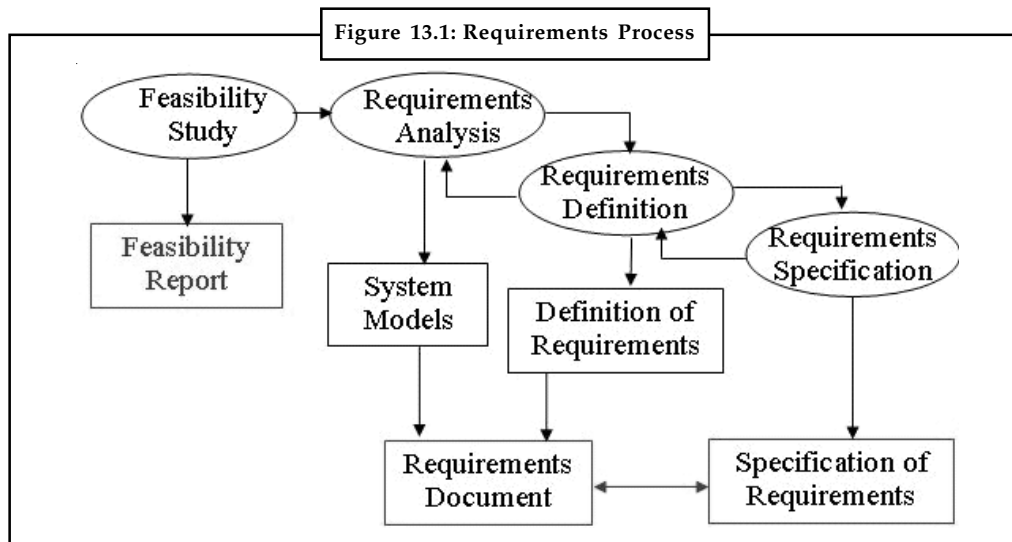 Figure 13.1: Requirements Process
Feasibility
Study
Requirements
Analysis
Requirements
Definition
Requirements
Specification
Feasibility
Report
System
Models
Definition of
Requirements
Requirements
Document
Specification of
Requirements